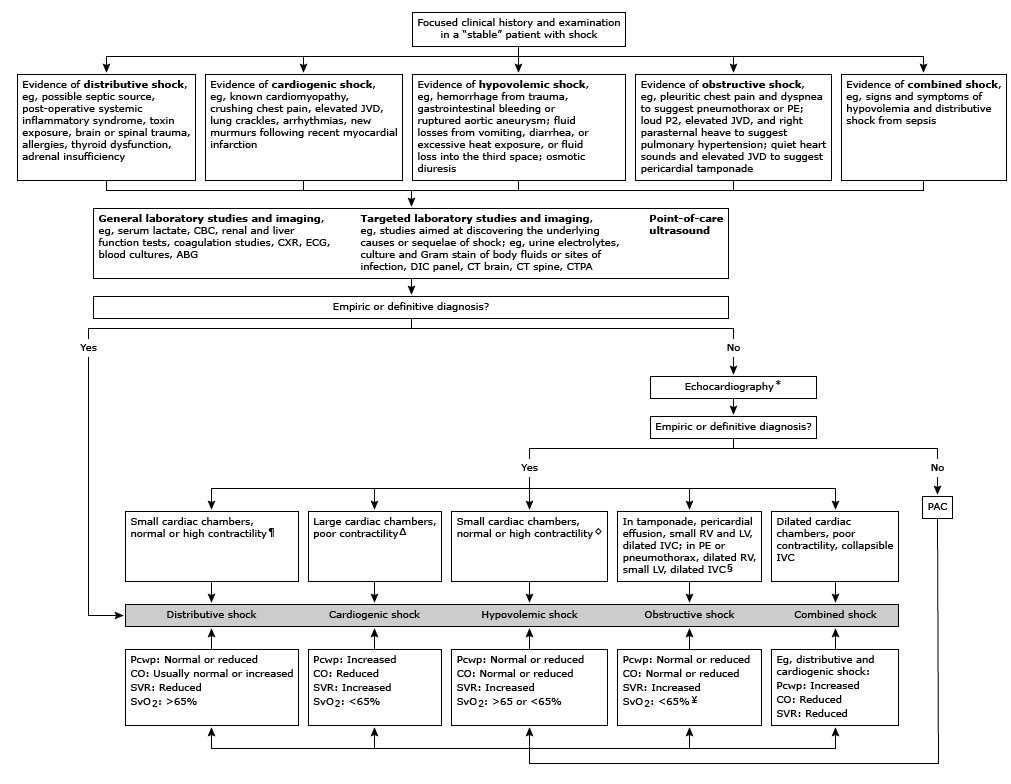 Focused clinical history and examination
in a “stable” patient with shock
Evidence of distributive shock,
eg, possible septic source,
post-operative systemic
inflammatory syndrome, toxin
exposure, brain or spinal trauma,
allergies, thyroid dysfunction,
adrenal insufficiency
Evidence of cardiogenic shock,
eg, known cardiomyopathy,
crushing chest pain, elevated JVD,
lung crackles, arrhythmias, new
murmurs following recent myocardial
infarction
Evidence of hypovolemic shock,
eg, hemorrhage from trauma,
gastrointestinal bleeding or
ruptured aortic aneurysm; fluid
losses from vomiting, diarrhea, or
excessive heat exposure, or fluid
loss into the third space; osmotic
diuresis
Evidence of obstructive shock,
eg, pleuritic chest pain and dyspnea
to suggest pneumothorax or PE;
loud P2, elevated JVD, and right
parasternal heave to suggest
pulmonary hypertension; quiet heart
sounds and elevated JVD to suggest
pericardial tamponade
Evidence of combined shock,
eg, signs and symptoms of
hypovolemia and distributive
shock from sepsis
General laboratory studies and imaging,
eg, serum lactate, CBC, renal and liver
function tests, coagulation studies, CXR, ECG,
blood cultures, ABG
Targeted laboratory studies and imaging,
eg, studies aimed at discovering the underlying
causes or sequelae of shock; eg, urine electrolytes,
culture and Gram stain of body fluids or sites of
infection, DIC panel, CT brain, CT spine, CTPA
Point-of-care
ultrasound
Empiric or definitive diagnosis?
Yes
No
Echocardiography*
Empiric or definitive diagnosis?
Yes
No
PAC
Small cardiac chambers,
normal or high contractility¶
Large cardiac chambers,
poor contractilityΔ
Small cardiac chambers,
normal or high contractility◊
In tamponade, pericardial
effusion, small RV and LV,
dilated IVC; in PE or
pneumothorax, dilated RV,
small LV, dilated IVC§
Dilated cardiac
chambers, poor
contractility, collapsible
IVC
Distributive shock
Cardiogenic shock
Hypovolemic shock
Obstructive shock
Combined shock
Pcwp: Normal or reduced
CO: Usually normal or increased
SVR: Reduced
SvO2: >65%
Pcwp: Increased
CO: Reduced
SVR: Increased
SvO2: <65%
Pcwp: Normal or reduced
CO: Normal or reduced
SVR: Increased
SvO2: >65 or <65%
Pcwp: Normal or reduced
CO: Normal or reduced
SVR: Increased
SvO2: <65%¥
Eg, distributive and
cardiogenic shock:
Pcwp: Increased
CO: Reduced
SVR: Reduced